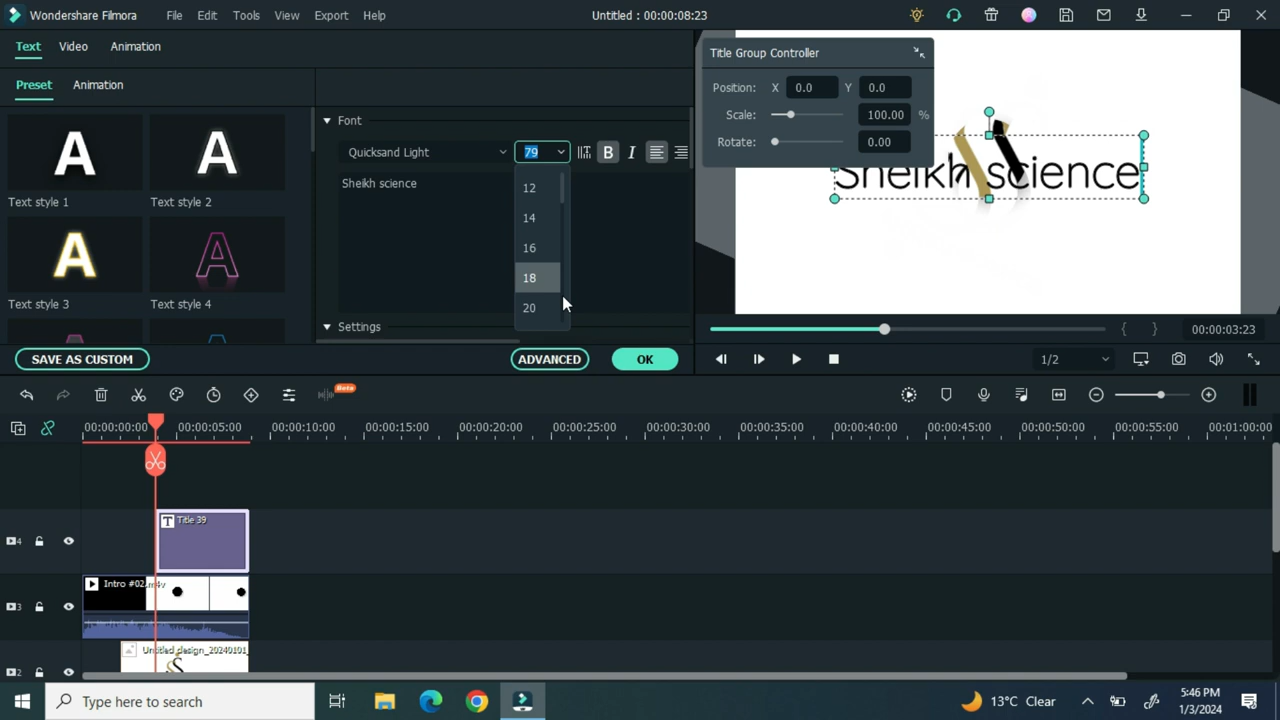 Wondershare Filmora File Edit Tools View Export Help Untitled : 00:00:08:23
Text Video Animation
Preset Animation
Text style 1
Text style 2
Text style 3
Text style 4
Font
Quicksand Light 79 B I
Sheikh science
12
14
16
18
20
Settings
SAVE AS CUSTOM ADVANCED OK
Title Group Controller
Position: X 0.0 Y 0.0
Scale: 100.00 %
Rotate: 0.00
Sheikh science
00:00:03:23
1/2
Beta
00:00:00:00 00:00:05:00 00:00:10:00 00:00:15:00 00:00:20:00 00:00:25:00 00:00:30:00 00:00:35:00 00:00:40:00 00:00:45:00 00:00:50:00 00:00:55:00 00:01:00:00
4 Title 39
3 Intro #02.m4v
2 Untitled design_20240101_
Type here to search 13°C Clear 5:46 PM
1/3/2024